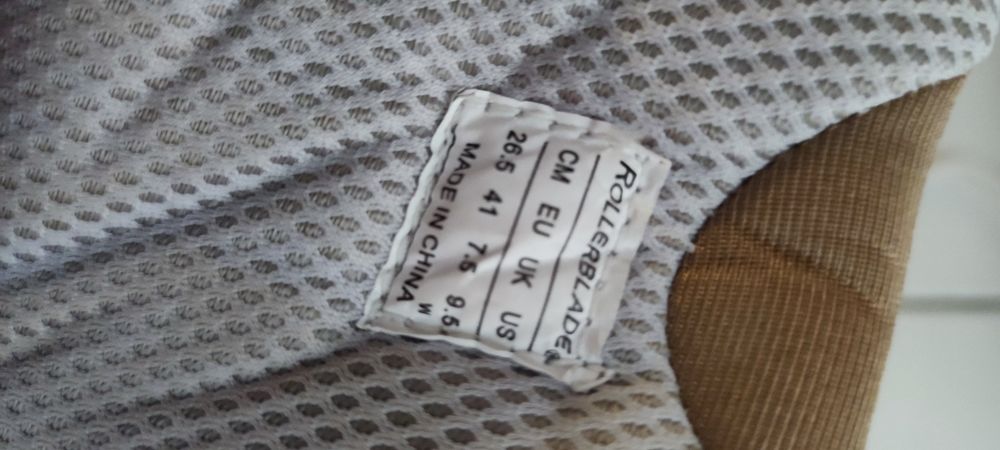 ROLLERBLADE®
CM EU UK US
26.5 41 7.5 9.5
W
MADE IN CHINA